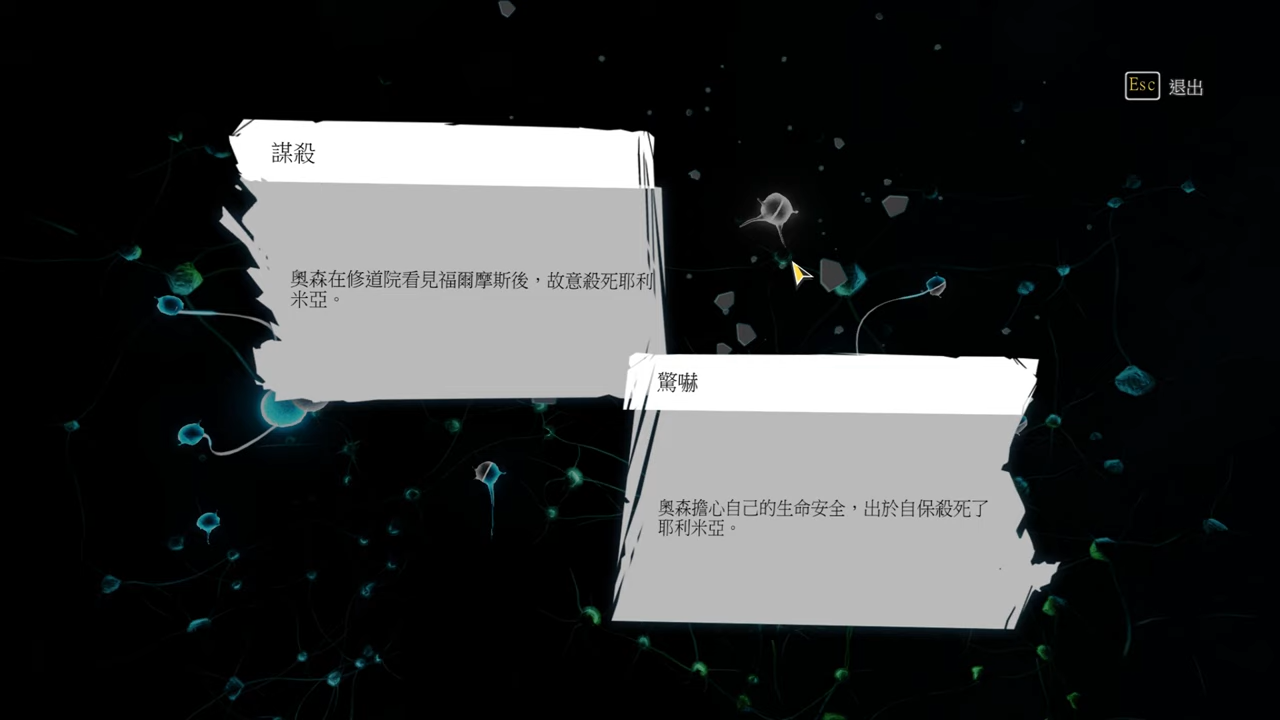 Esc 退出
謀殺
奧森在修道院看見福爾摩斯後，故意殺死耶利
米亞。
驚嚇
奧森擔心自己的生命安全，出於自保殺死了
耶利米亞。